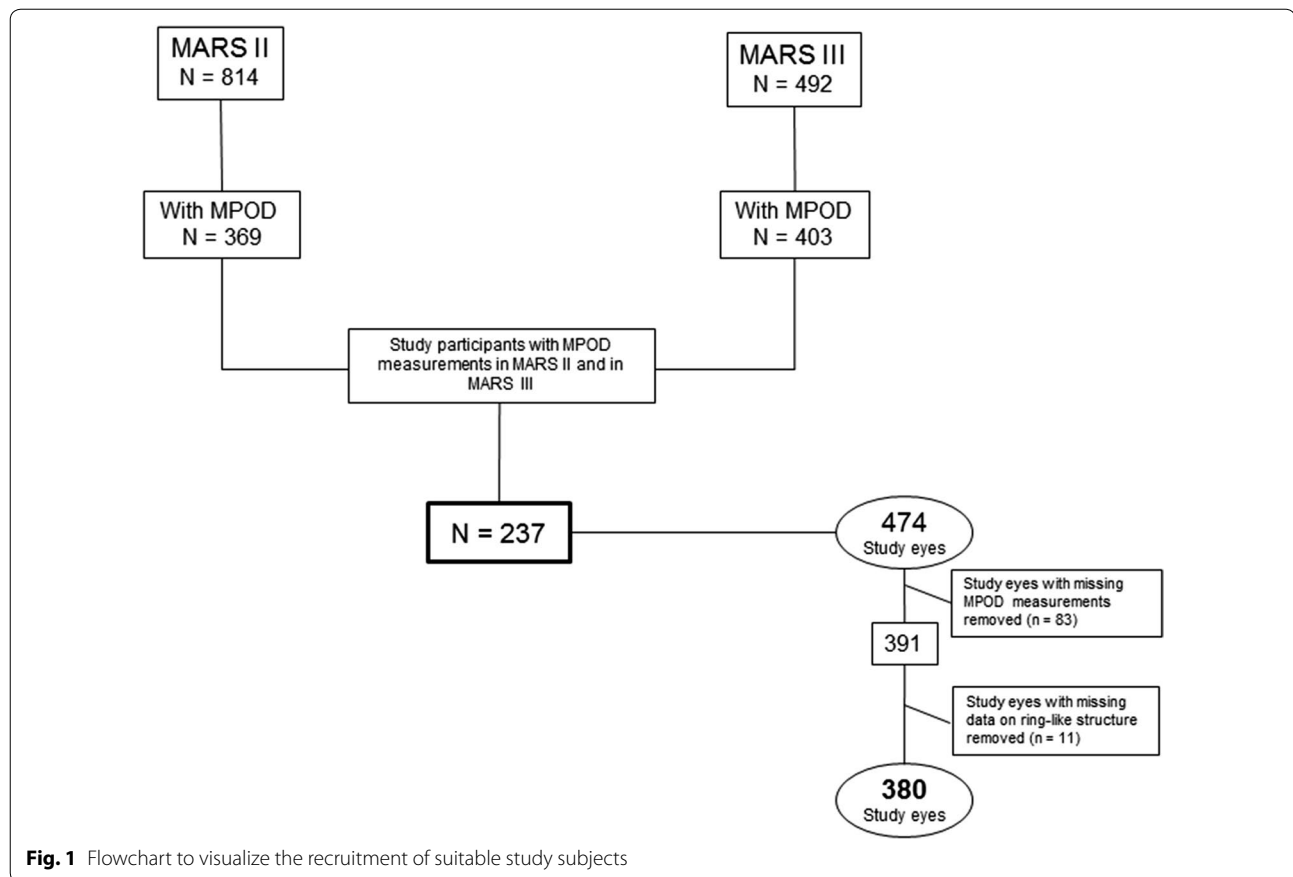 MARS II
N = 814
MARS III
N = 492
With MPOD
N = 369
With MPOD
N = 403
Study participants with MPOD
measurements in MARS II and in
MARS III
N = 237
474
Study eyes
Study eyes with missing
MPOD measurements
removed (n = 83)
391
Study eyes with missing
data on ring-like structure
removed (n = 11)
380
Study eyes
Fig. 1 Flowchart to visualize the recruitment of suitable study subjects